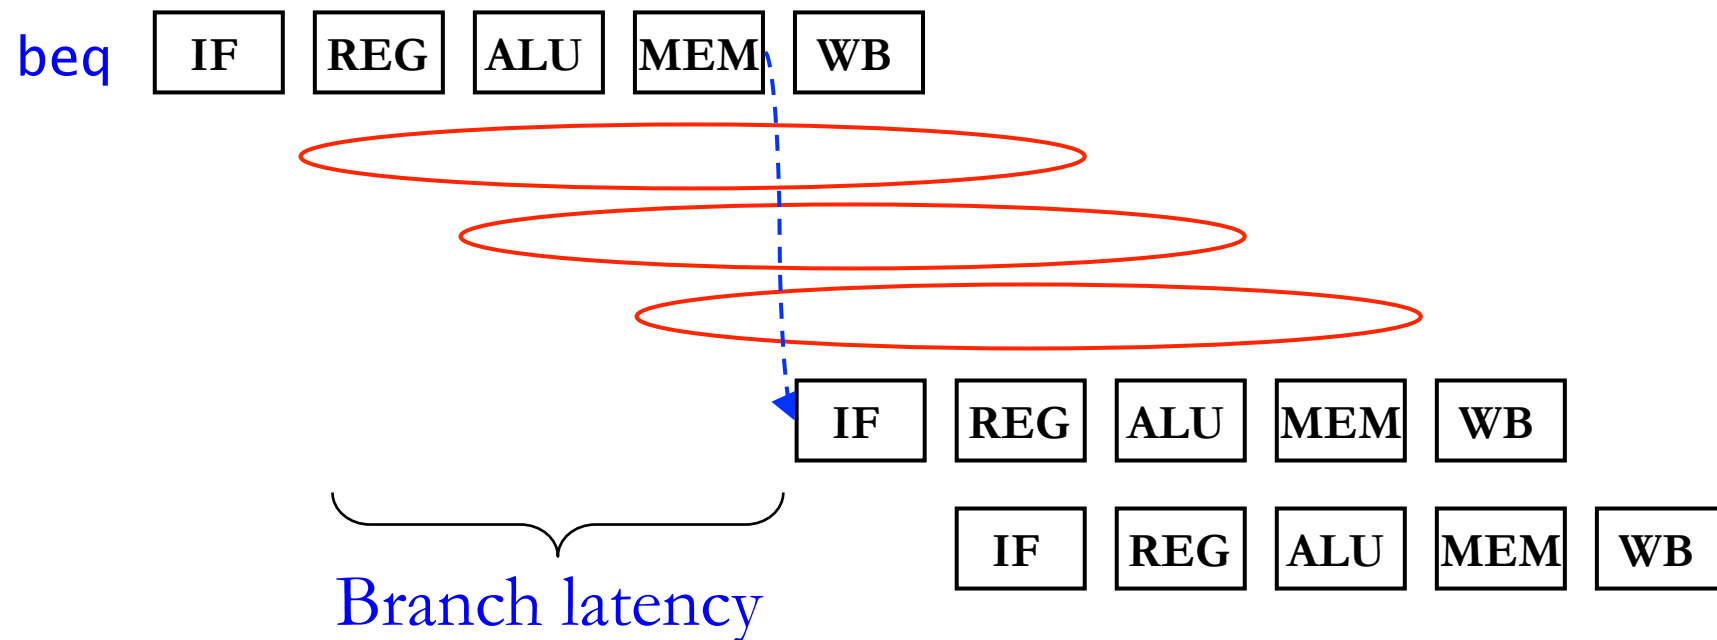 beq IF REG ALU MEM WB
IF REG ALU MEM WB
IF REG ALU MEM WB
Branch latency